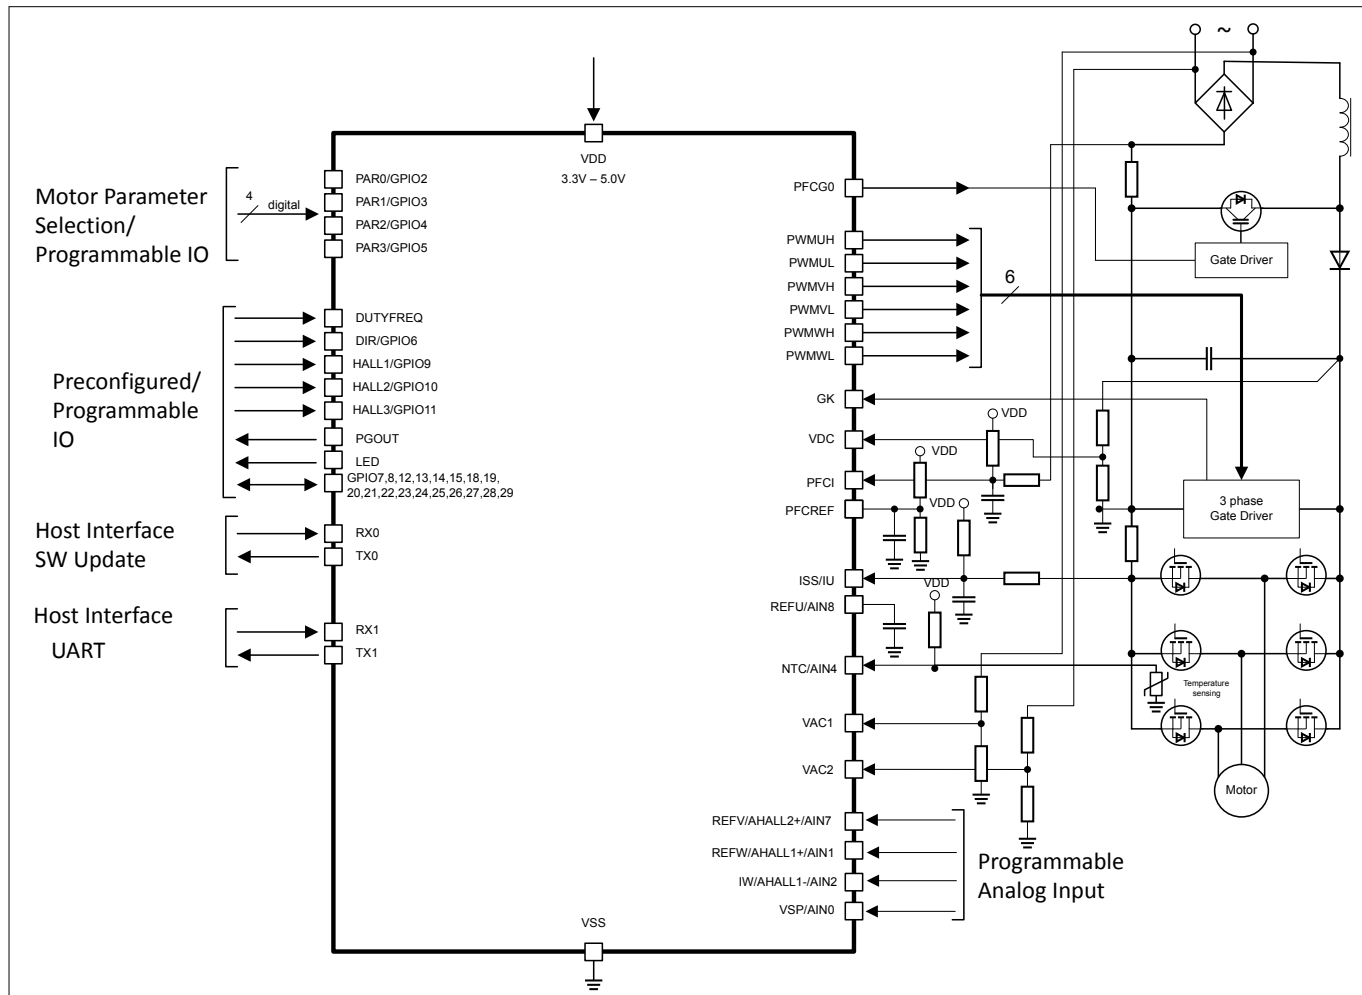 ~
VDD
3.3V – 5.0V
Motor Parameter
Selection/
Programmable IO
4
digital
PAR0/GPIO2
PAR1/GPIO3
PAR2/GPIO4
PAR3/GPIO5
Preconfigured/
Programmable
IO
DUTYFREQ
DIR/GPIO6
HALL1/GPIO9
HALL2/GPIO10
HALL3/GPIO11
PGOUT
LED
GPIO7,8,12,13,14,15,18,19,
20,21,22,23,24,25,26,27,28,29
Host Interface
SW Update
RX0
TX0
Host Interface
UART
RX1
TX1
VSS
PFCG0
PWMUH
PWMUL
PWMVH
PWMVL
PWMWH
PWMWL
6
GK
VDC
PFCI
PFCREF
ISS/IU
REFU/AIN8
NTC/AIN4
VAC1
VAC2
REFV/AHALL2+/AIN7
REFW/AHALL1+/AIN1
IW/AHALL1-/AIN2
VSP/AIN0
Programmable
Analog Input
VDD
VDD
VDD
VDD
Gate Driver
3 phase
Gate Driver
Temperature
sensing
Motor